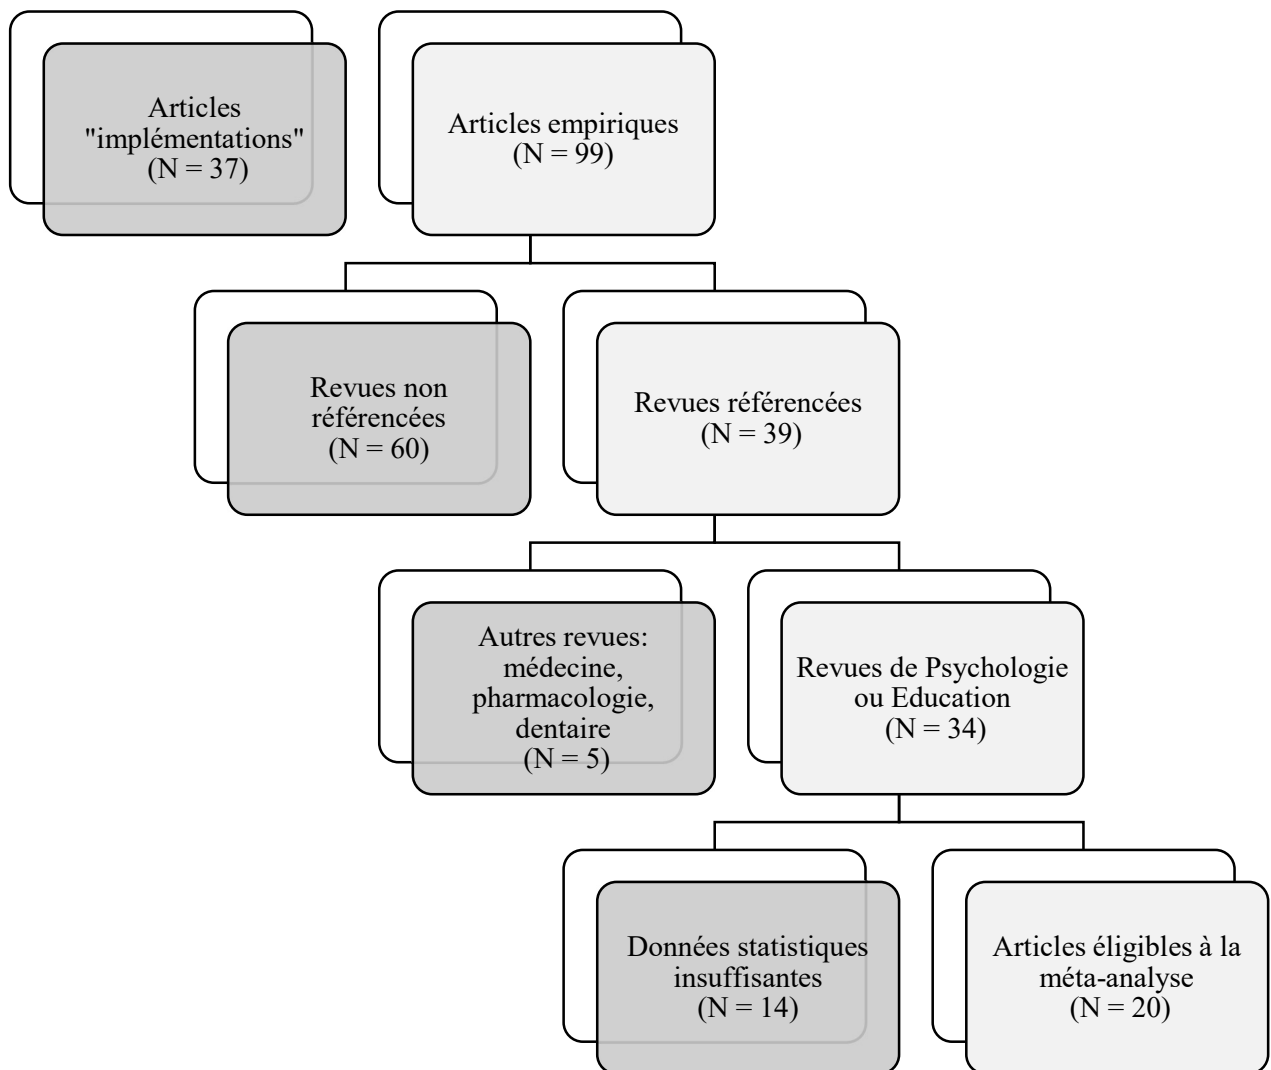 Articles
"implémentations"
(N = 37)
Articles empiriques
(N = 99)
Revues non
référencées
(N = 60)
Revues référencées
(N = 39)
Autres revues:
médecine,
pharmacologie,
dentaire
(N = 5)
Revues de Psychologie
ou Education
(N = 34)
Données statistiques
insuffisantes
(N = 14)
Articles éligibles à la
méta-analyse
(N = 20)